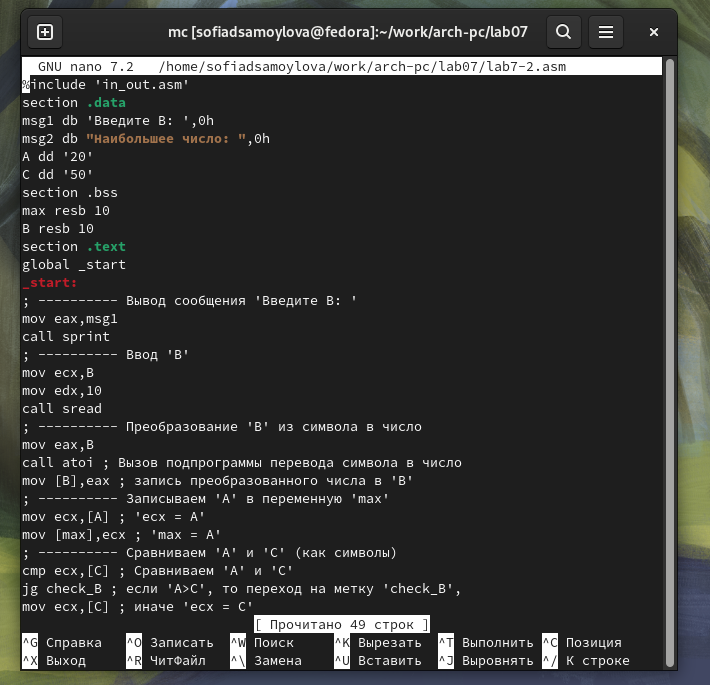 mc [sofiadsamoylova@fedora]:~/work/arch-pc/lab07
GNU nano 7.2 /home/sofiadsamoylova/work/arch-pc/lab07/lab7-2.asm
%include 'in_out.asm'
section .data
msg1 db 'Введите B: ',0h
msg2 db "Наибольшее число: ",0h
A dd '20'
C dd '50'
section .bss
max resb 10
B resb 10
section .text
global _start
_start:
; ---------- Вывод сообщения 'Введите B: '
mov eax,msg1
call sprint
; ---------- Ввод 'B'
mov ecx,B
mov edx,10
call sread
; ---------- Преобразование 'B' из символа в число
mov eax,B
call atoi ; Вызов подпрограммы перевода символа в число
mov [B],eax ; запись преобразованного числа в 'B'
; ---------- Записываем 'A' в переменную 'max'
mov ecx,[A] ; 'ecx = A'
mov [max],ecx ; 'max = A'
; ---------- Сравниваем 'A' и 'С' (как символы)
cmp ecx,[C] ; Сравниваем 'A' и 'С'
jg check_B ; если 'A>C', то переход на метку 'check_B',
mov ecx,[C] ; иначе 'ecx = C'
[ Прочитано 49 строк ]
^G Справка ^O Записать ^W Поиск ^K Вырезать ^T Выполнить ^C Позиция
^X Выход ^R ЧитФайл ^\ Замена ^U Вставить ^J Выровнять ^/ К строке